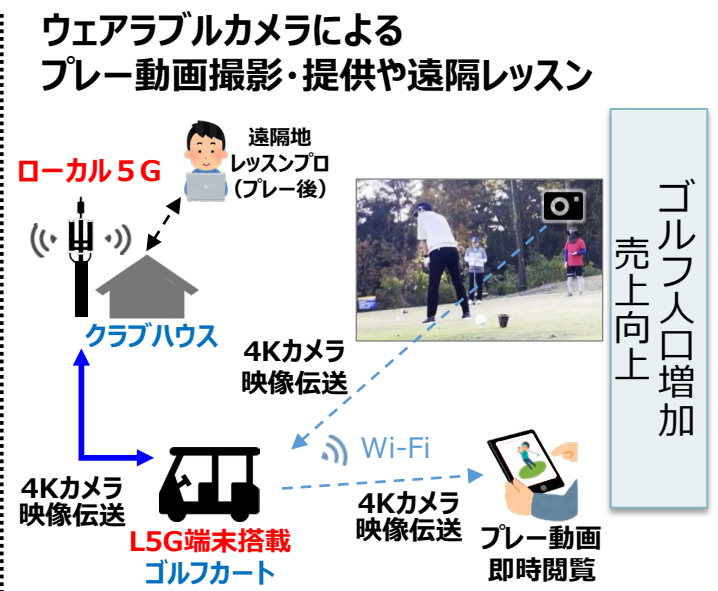 ウェアラブルカメラによる
プレー動画撮影・提供や遠隔レッスン
ローカル５G
遠隔地
レッスンプロ
（プレー後）
クラブハウス
4Kカメラ
映像伝送
Wi-Fi
4Kカメラ
映像伝送
L5G端末搭載
ゴルフカート
4Kカメラ
映像伝送
プレー動画
即時閲覧
ゴルフ人口増加
売上向上